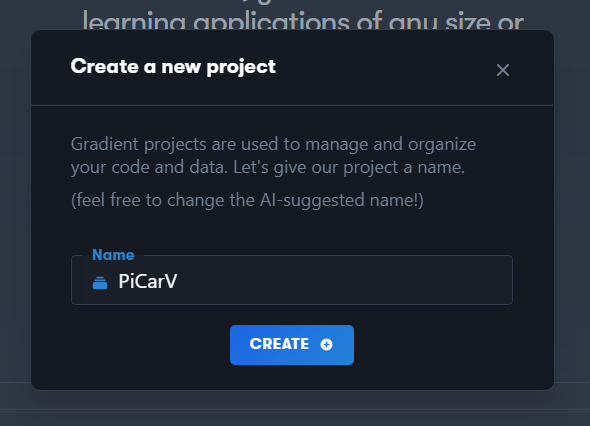 learning applications of any size or
Create a new project
Gradient projects are used to manage and organize
your code and data. Let's give our project a name.
(feel free to change the AI-suggested name!)
Name
PiCarV
CREATE